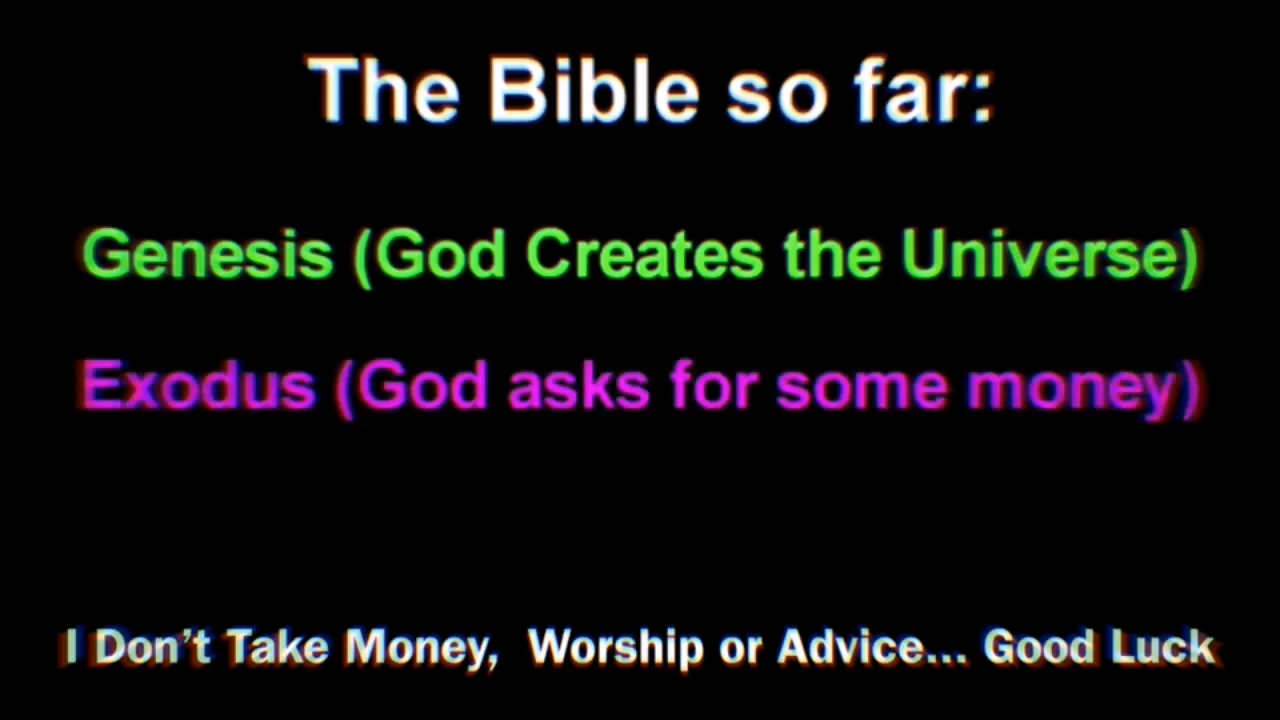 The Bible so far:
Genesis (God Creates the Universe)
Exodus (God asks for some money)
I Don't Take Money, Worship or Advice... Good Luck